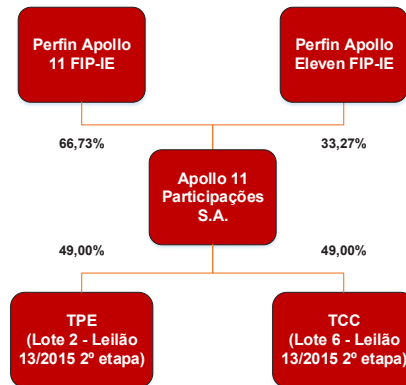 Perfin Apollo
11 FIP-IE
Perfin Apollo
Eleven FIP-IE
66,73%
33,27%
Apollo 11
Participações
S.A.
49,00%
49,00%
TPE
(Lote 2 - Leilão
13/2015 2º etapa)
TCC
(Lote 6 - Leilão
13/2015 2º etapa)